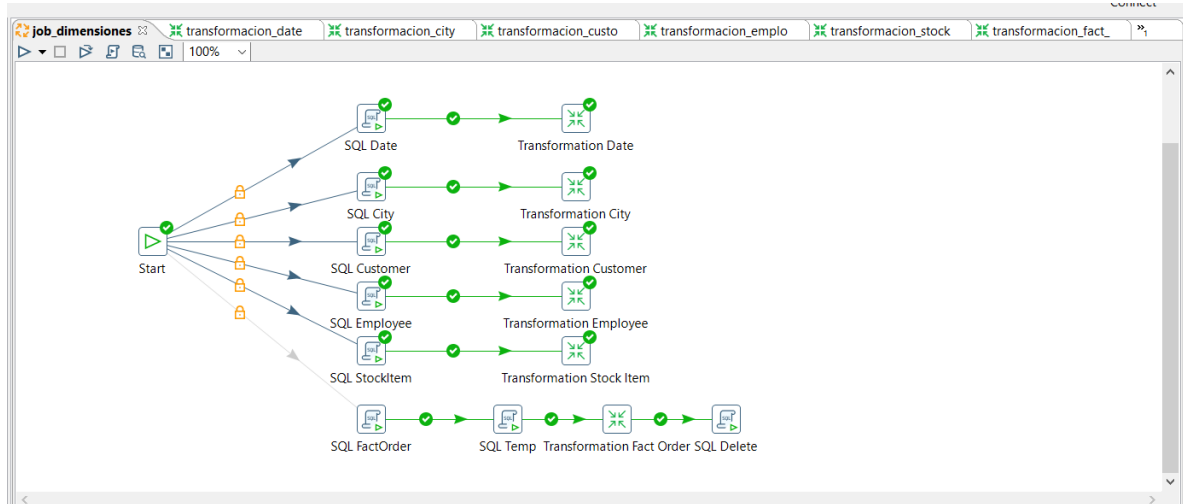 Connect
job_dimensiones
transformacion_date
transformacion_city
transformacion_custo
transformacion_emplo
transformacion_stock
transformacion_fact_
»1
100%
SQL Date
Transformation Date
SQL City
Transformation City
Start
SQL Customer
Transformation Customer
SQL Employee
Transformation Employee
SQL StockItem
Transformation Stock Item
SQL FactOrder
SQL Temp
Transformation Fact Order
SQL Delete